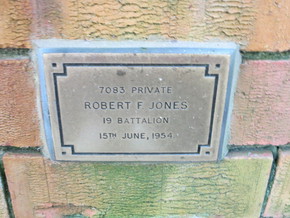 7083 PRIVATE
ROBERT F. JONES
19 BATTALION
15TH JUNE, 1954